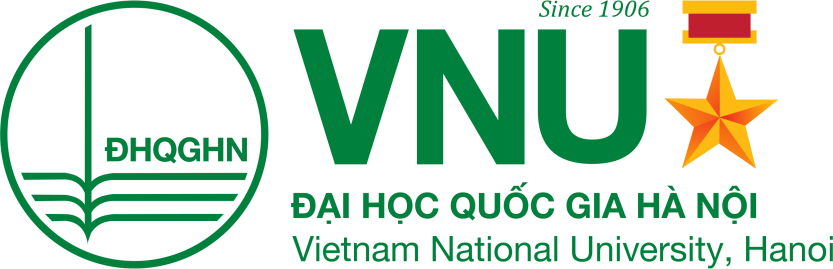 Since 1906
ĐHQGHN
VNU
ĐẠI HỌC QUỐC GIA HÀ NỘI
Vietnam National University, Hanoi